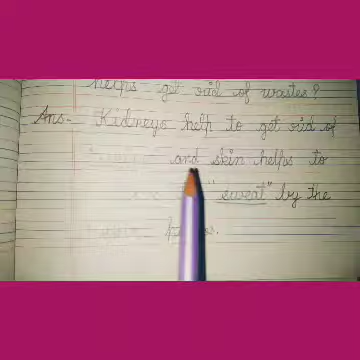 helps get rid of wastes?
Ans- Kidneys help to get rid of
and skin helps to
"sweat" by the